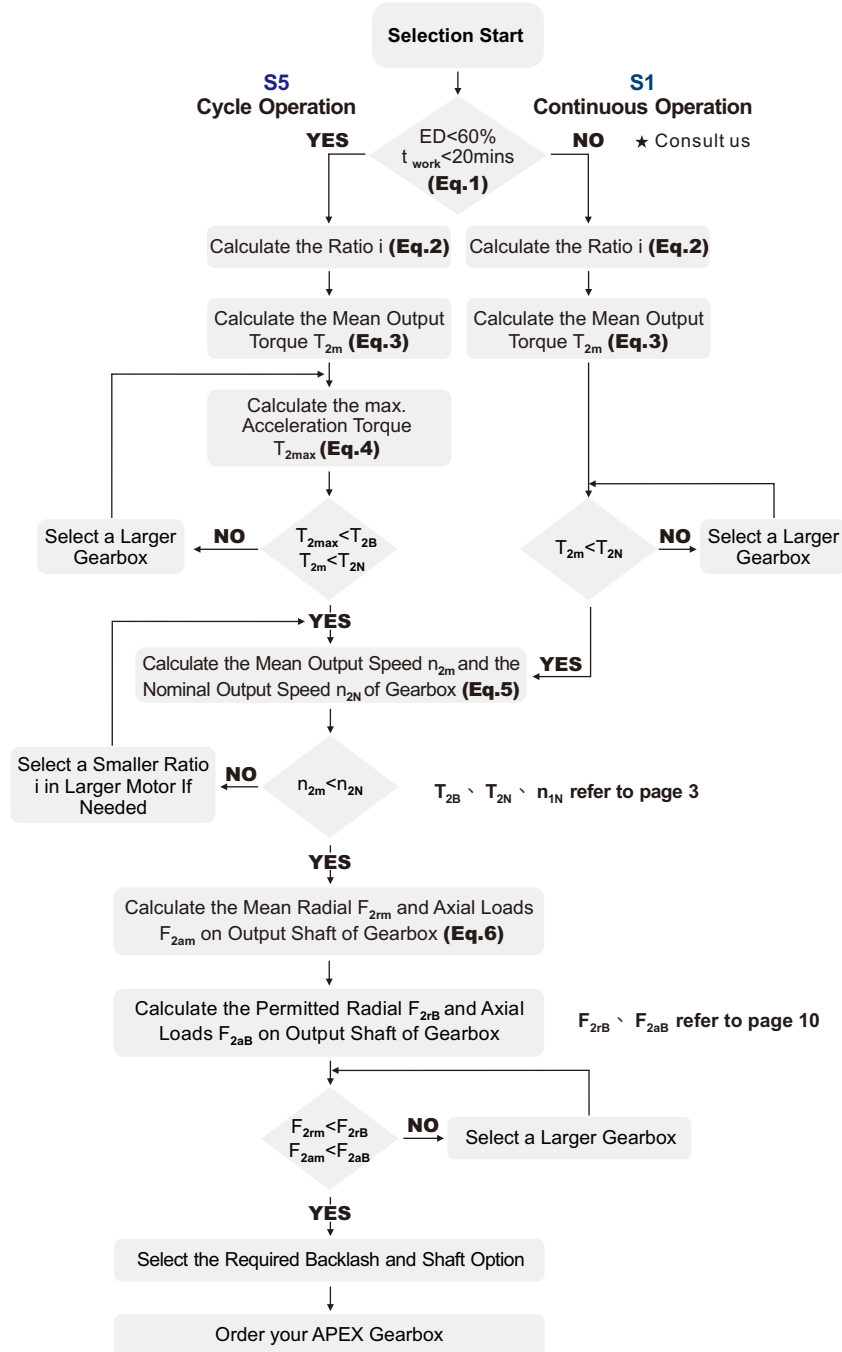 Selection Start
S5
Cycle Operation
S1
Continuous Operation
YES
ED<60%
t work<20mins
(Eq.1)
NO
★ Consult us
Calculate the Ratio i (Eq.2)
Calculate the Ratio i (Eq.2)
Calculate the Mean Output
Torque T2m (Eq.3)
Calculate the Mean Output
Torque T2m (Eq.3)
Calculate the max.
Acceleration Torque
T2max (Eq.4)
Select a Larger
Gearbox
NO
T2max<T2B
T2m<T2N
T2m<T2N
NO
Select a Larger
Gearbox
YES
Calculate the Mean Output Speed n2m and the
Nominal Output Speed n2N of Gearbox (Eq.5)
YES
Select a Smaller Ratio
i in Larger Motor If
Needed
NO
n2m<n2N
T2B、T2N、n1N refer to page 3
YES
Calculate the Mean Radial F2rm and Axial Loads
F2am on Output Shaft of Gearbox (Eq.6)
Calculate the Permitted Radial F2rB and Axial
Loads F2aB on Output Shaft of Gearbox
F2rB、F2aB refer to page 10
F2rm<F2rB
F2am<F2aB
NO
Select a Larger Gearbox
YES
Select the Required Backlash and Shaft Option
Order your APEX Gearbox